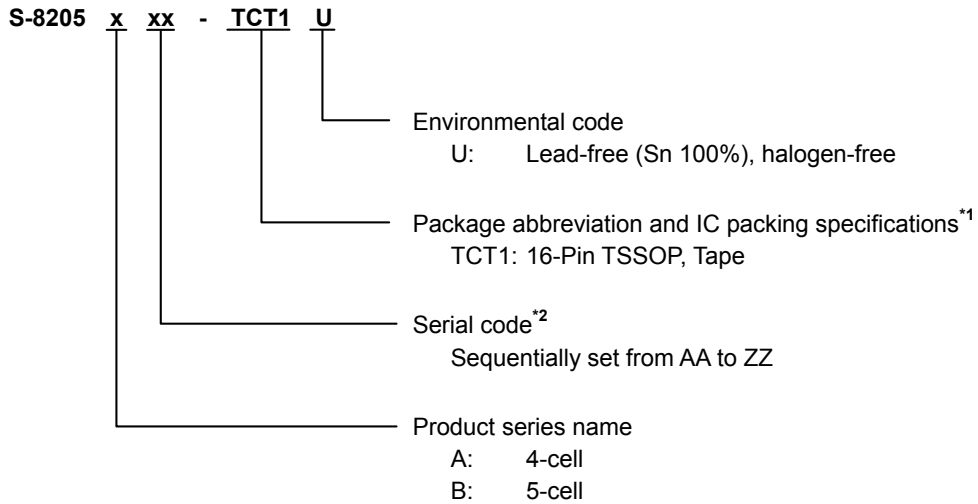 S-8205 x xx - TCT1 U
Environmental code
U: Lead-free (Sn 100%), halogen-free
Package abbreviation and IC packing specifications*1
TCT1: 16-Pin TSSOP, Tape
Serial code*2
Sequentially set from AA to ZZ
Product series name
A: 4-cell
B: 5-cell